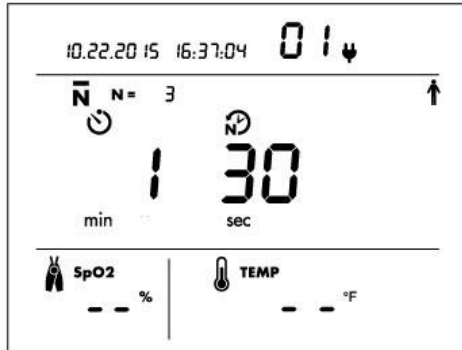 10.22.2015 16:37:04 01
N N = 3
N
1 30
min sec
SpO2 TEMP
-- % -- °F